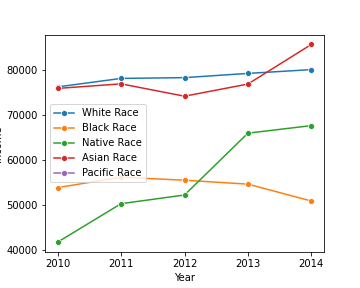 80000
70000
60000
50000
40000
White Race
Black Race
Native Race
Asian Race
Pacific Race
2010 2011 2012 2013 2014
Year